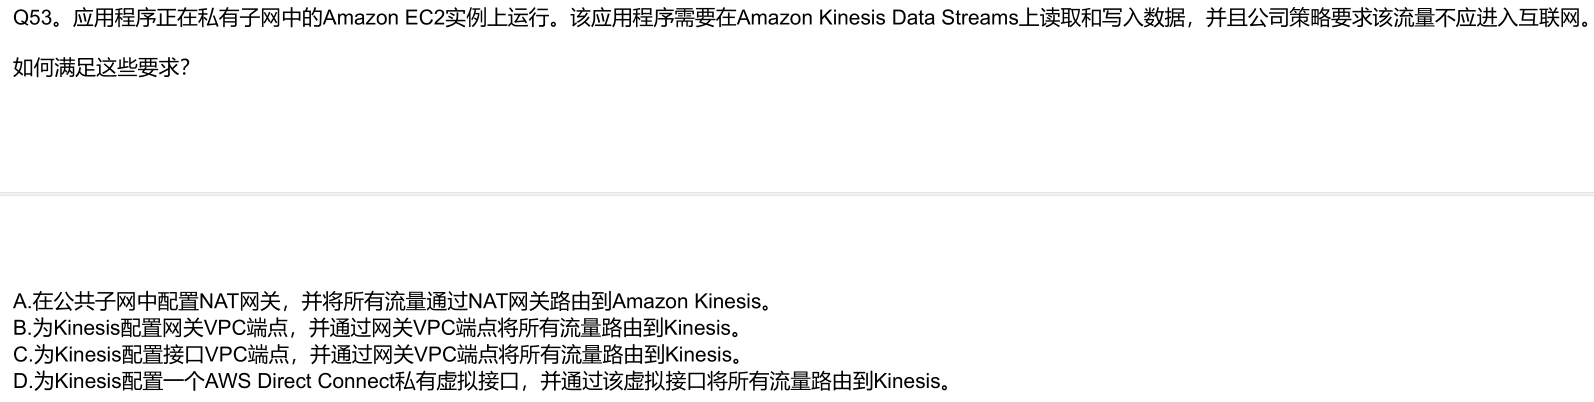 Q53。应用程序正在私有子网中的Amazon EC2实例上运行。该应用程序需要在Amazon Kinesis Data Streams上读取和写入数据，并且公司策略要求该流量不应进入互联网。
如何满足这些要求？
A.在公共子网中配置NAT网关，并将所有流量通过NAT网关路由到Amazon Kinesis。
B.为Kinesis配置网关VPC端点，并通过网关VPC端点将所有流量路由到Kinesis。
C.为Kinesis配置接口VPC端点，并通过网关VPC端点将所有流量路由到Kinesis。
D.为Kinesis配置一个AWS Direct Connect私有虚拟接口，并通过该虚拟接口将所有流量路由到Kinesis。